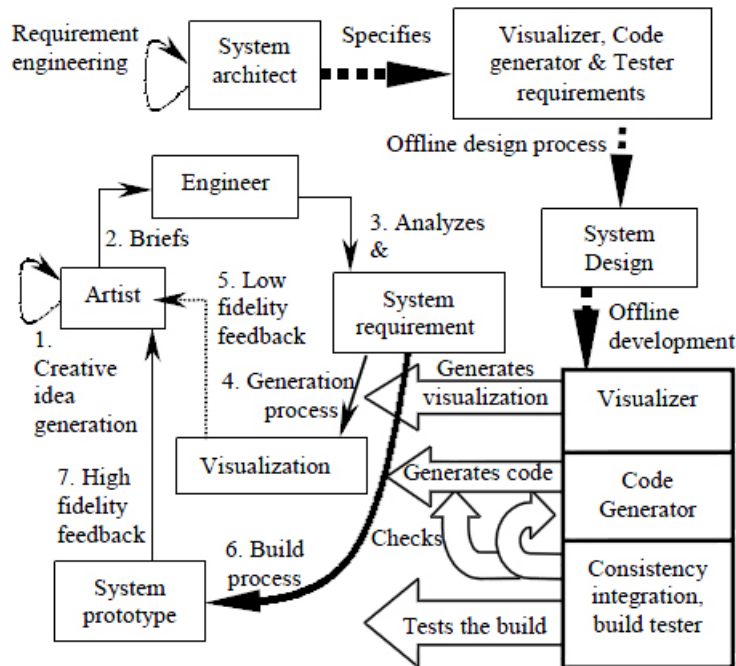 Requirement
engineering
System
architect
Specifies
Visualizer, Code
generator & Tester
requirements
Offline design process
Engineer
2. Briefs
3. Analyzes
&
System
Design
Artist
5. Low
fidelity
feedback
System
requirement
Offline
development
1.
Creative
idea
generation
4. Generation
process
Generates
visualization
Visualizer
Visualization
7. High
fidelity
feedback
Generates code
Code
Generator
Checks
6. Build
process
System
prototype
Consistency
integration,
build tester
Tests the build